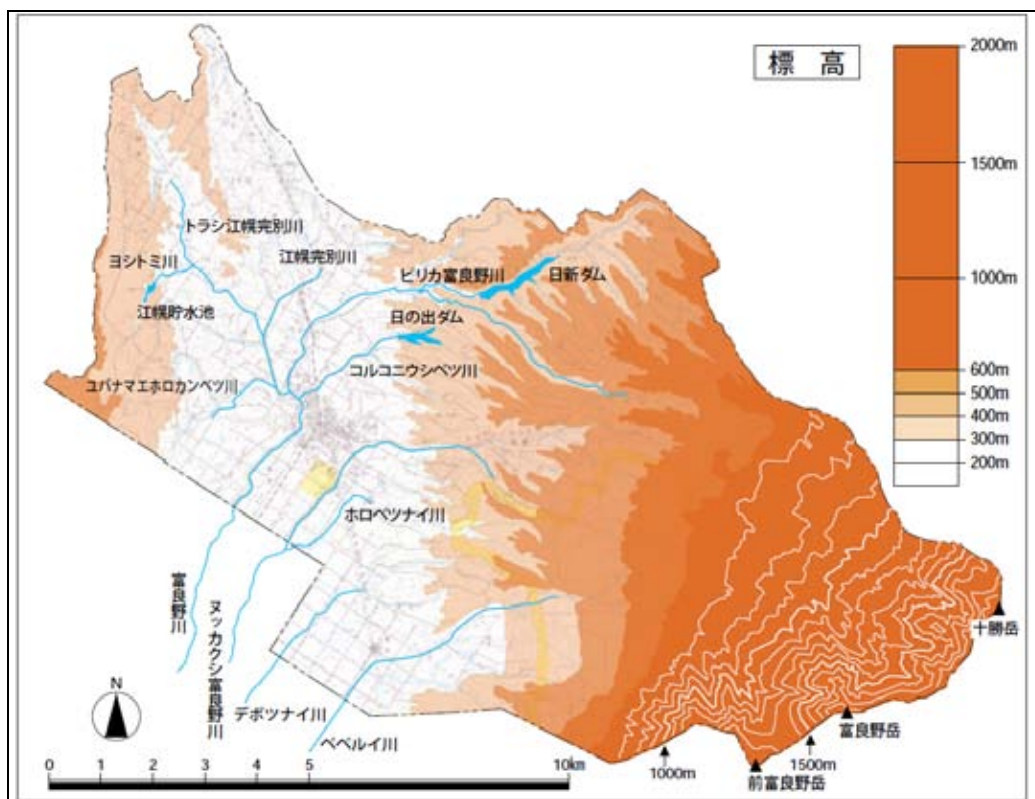 標 高
2000m
1500m
1000m
600m
500m
400m
300m
200m
トラシ江幌完別川
江幌完別川
ヨシトミ川
ピリカ富良野川
日新ダム
江幌貯水池
日の出ダム
コルコニウシベツ川
ユバナマエホロカンベツ川
ホロベツナイ川
富良野川
ヌッカクシ富良野川
デボツナイ川
ベベルイ川
十勝岳
富良野岳
1500m
前富良野岳
1000m
N
0 1 2 3 4 5 10km